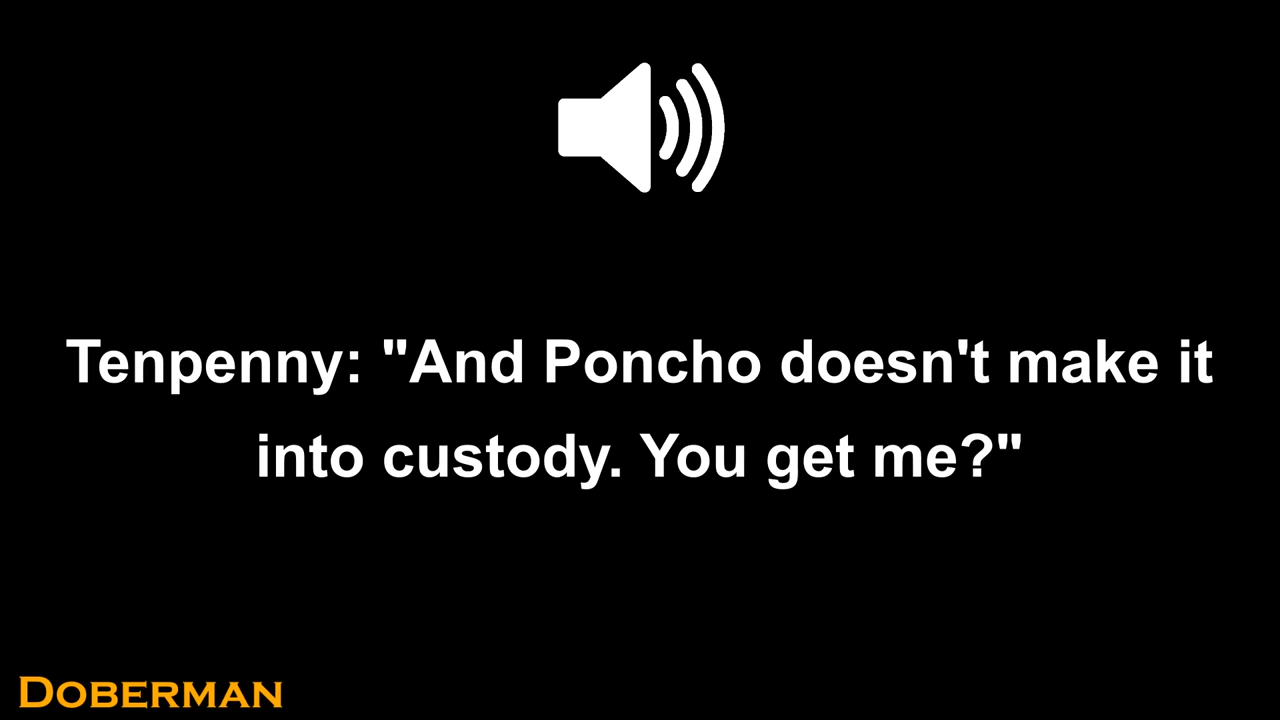 Tenpenny: "And Poncho doesn't make it
into custody. You get me?"
DOBERMAN